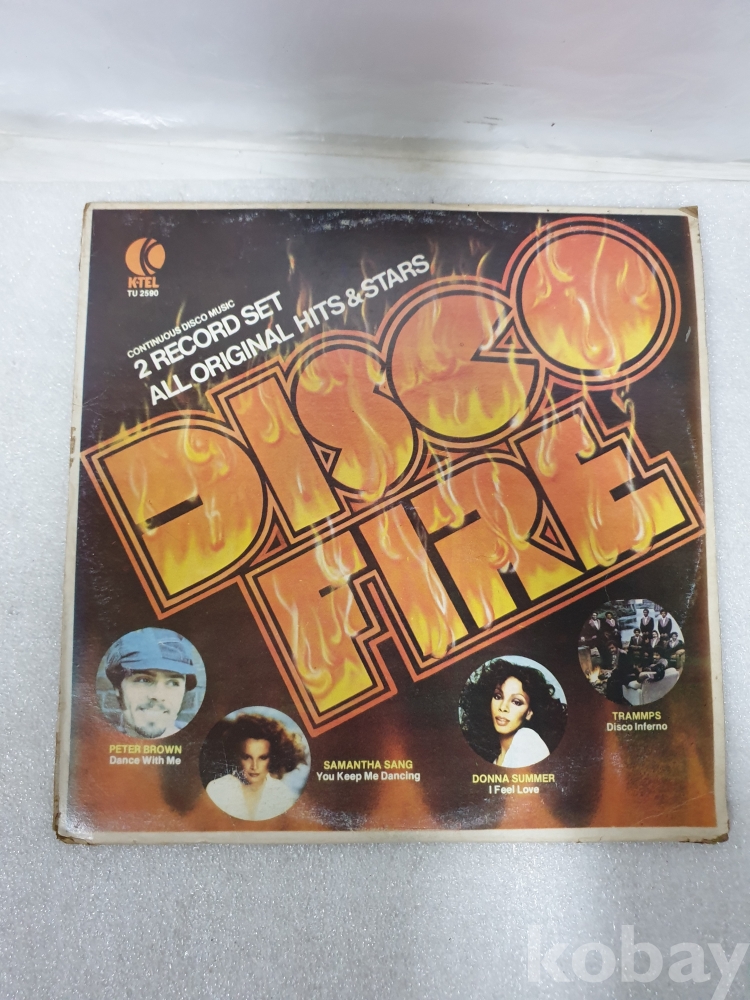 K-TEL
TU 2590
CONTINUOUS DISCO MUSIC
2 RECORD SET
ALL ORIGINAL HITS & STARS
DISCO
FIRE
PETER BROWN
Dance With Me
SAMANTHA SANG
You Keep Me Dancing
DONNA SUMMER
I Feel Love
TRAMMPS
Disco Inferno
kobay